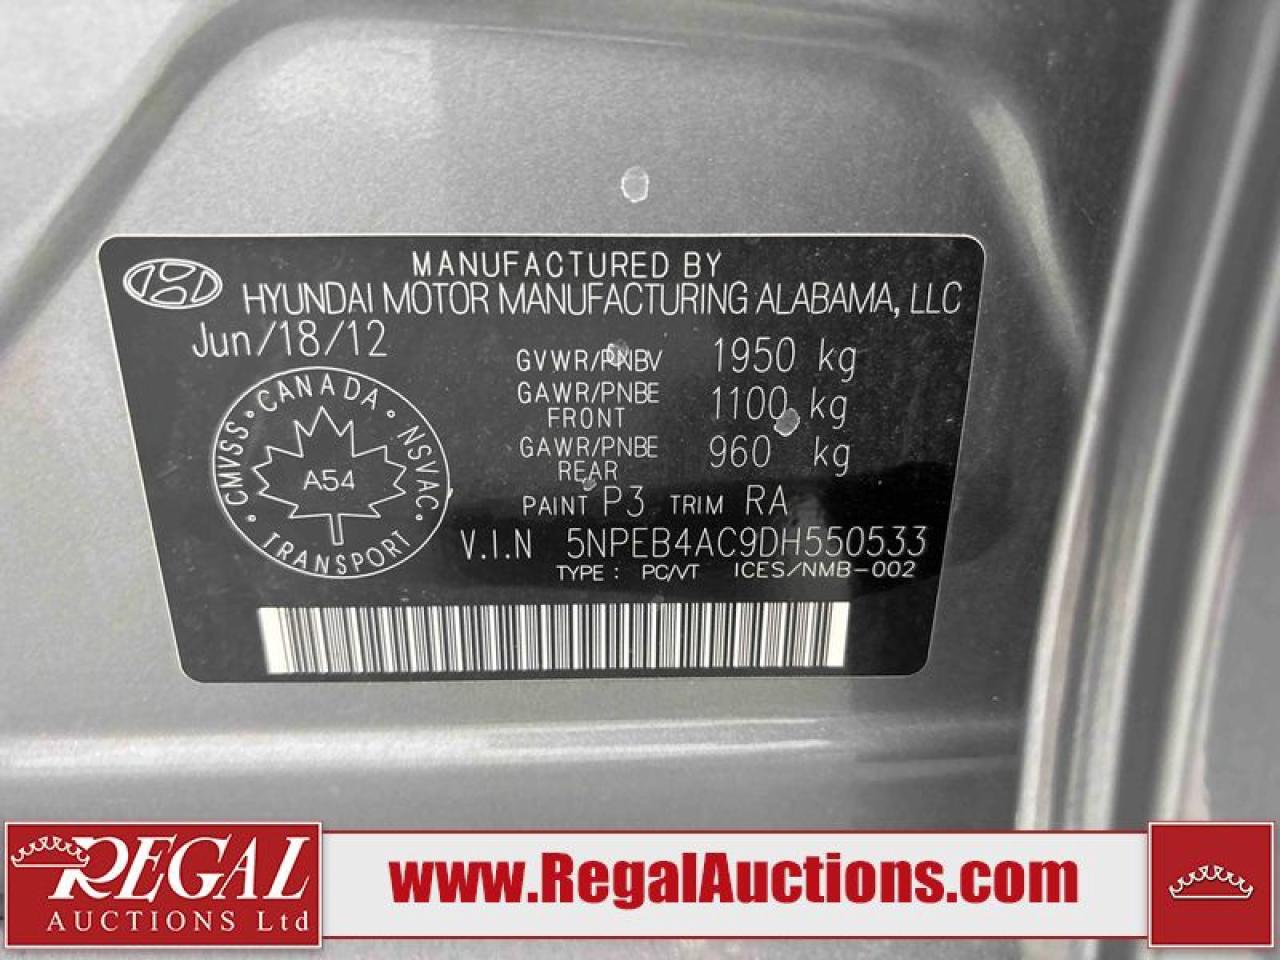 MANUFACTURED BY
HYUNDAI MOTOR MANUFACTURING ALABAMA, LLC
Jun/18/12
GVWR/PNBV 1950 kg
GAWR/PNBE FRONT 1100 kg
GAWR/PNBE REAR 960 kg
PAINT P3 TRIM RA
V.I.N 5NPEB4AC9DH550533
TYPE : PC/VT ICES/NMB-002
CANADA
CMVSS NSVAC
A54
TRANSPORT
REGAL
AUCTIONS Ltd
www.RegalAuctions.com